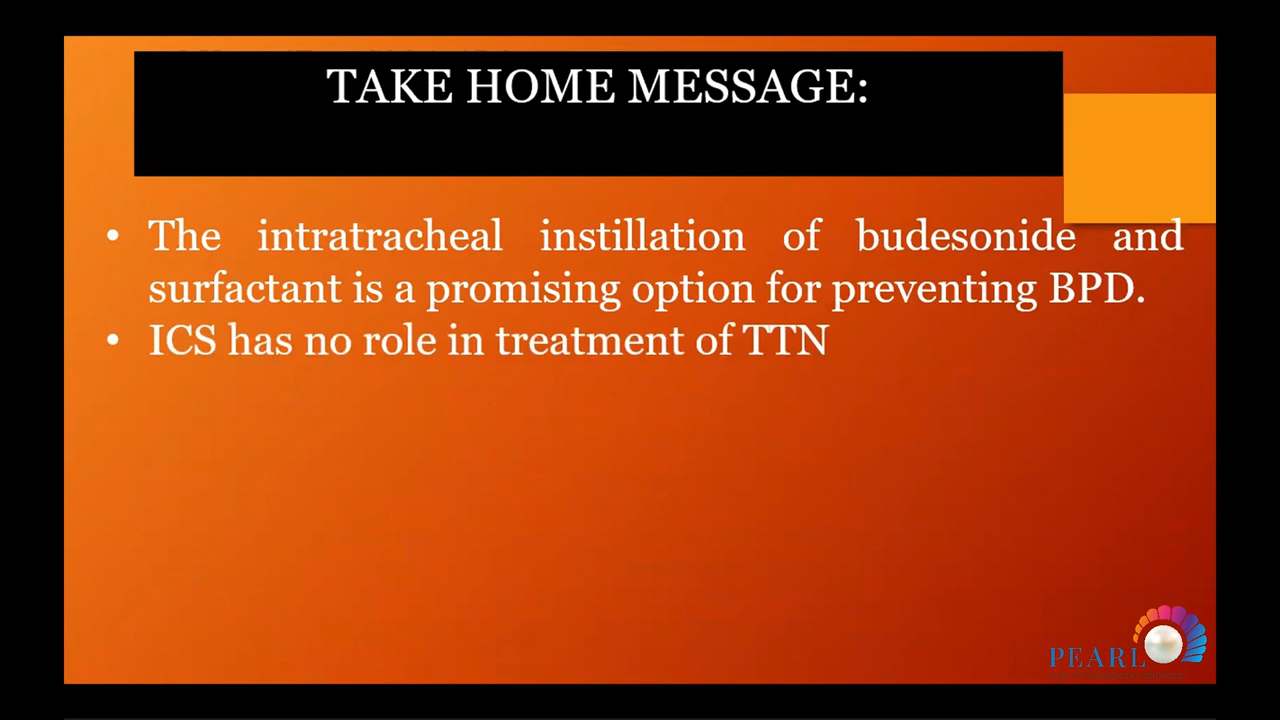 TAKE HOME MESSAGE:
• The intratracheal instillation of budesonide and
surfactant is a promising option for preventing BPD.
• ICS has no role in treatment of TTN
PEARL